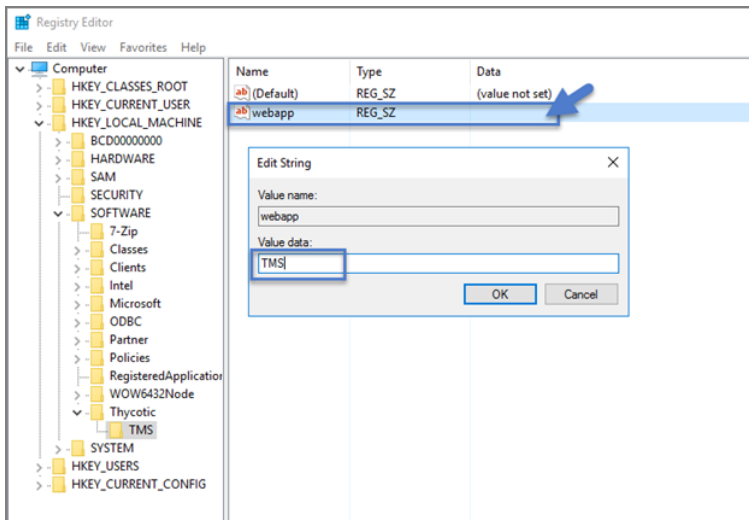 Registry Editor
File Edit View Favorites Help
Computer
HKEY_CLASSES_ROOT
HKEY_CURRENT_USER
HKEY_LOCAL_MACHINE
BCD00000000
HARDWARE
SAM
SECURITY
SOFTWARE
7-Zip
Classes
Clients
Intel
Microsoft
ODBC
Partner
Policies
RegisteredApplication
WOW6432Node
Thycotic
TMS
SYSTEM
HKEY_USERS
HKEY_CURRENT_CONFIG
Name Type Data
ab (Default) REG_SZ (value not set)
ab webapp REG_SZ
Edit String
Value name:
webapp
Value data:
TMS
OK Cancel